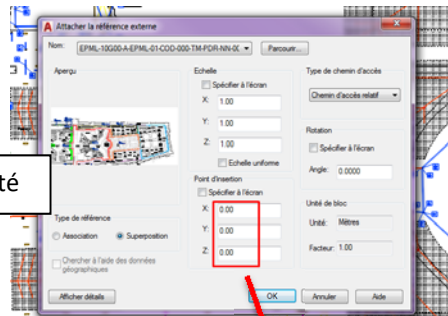 Attacher la référence externe
Nom: EPML-10G00-A-EPML-01-COD-000-TM-PDR-NN-0 Parcourir...
Aperçu
Echelle
Spécifier à l'écran
X: 1.00
Y: 1.00
Z: 1.00
Echelle uniforme
Type de chemin d'accès
Chemin d'accès relatif
Rotation
Spécifier à l'écran
Angle: 0.0000
té
Point d'insertion
Spécifier à l'écran
X: 0.00
Y: 0.00
Z: 0.00
Unité de bloc
Unité: Mètres
Facteur: 1.00
Type de référence
Association Superposition
Chercher à l'aide des données
géographiques
Afficher détails OK Annuler Aide